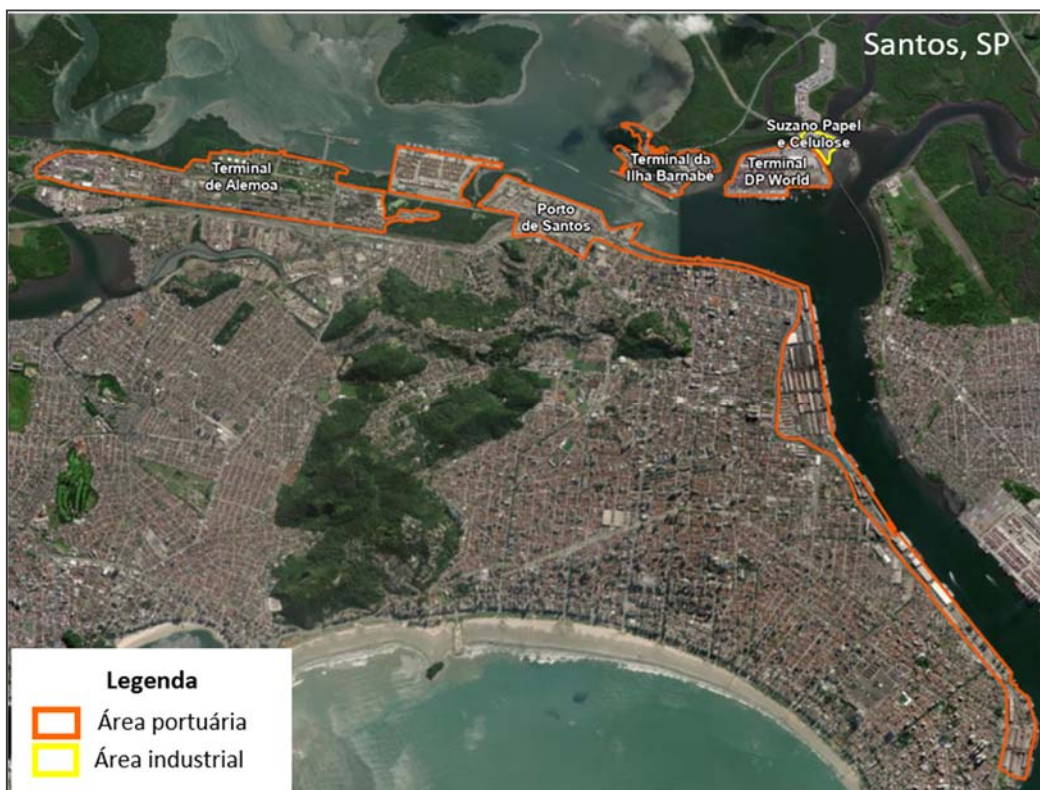 Santos, SP
Suzano Papel
e Celulose
Terminal
de Alemoa
Terminal da
Ilha Barnabé
Terminal
DP World
Porto
de Santos
Legenda
Área portuária
Área industrial